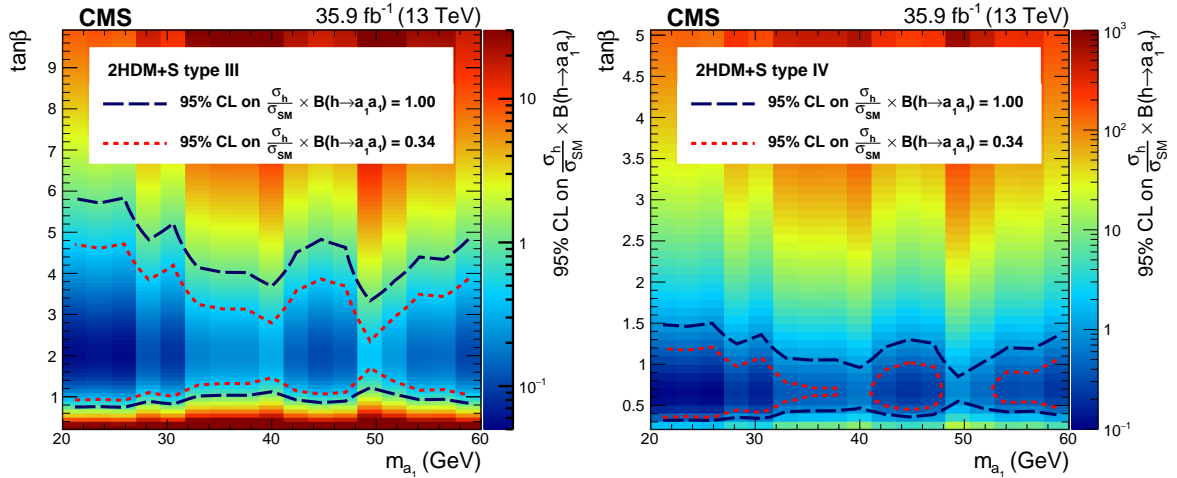 CMS 35.9 fb⁻¹ (13 TeV)
tanβ
2HDM+S type III
95% CL on σh/σSM × B(h→a₁a₁) = 1.00
95% CL on σh/σSM × B(h→a₁a₁) = 0.34
9
8
7
6
5
4
3
2
1
20 30 40 50 60
ma₁ (GeV)
10
1
10⁻¹
95% CL on σh/σSM × B(h→a₁a₁)
CMS 35.9 fb⁻¹ (13 TeV)
tanβ
2HDM+S type IV
95% CL on σh/σSM × B(h→a₁a₁) = 1.00
95% CL on σh/σSM × B(h→a₁a₁) = 0.34
5
4.5
4
3.5
3
2.5
2
1.5
1
0.5
20 30 40 50 60
ma₁ (GeV)
10³
10²
10
1
10⁻¹
95% CL on σh/σSM × B(h→a₁a₁)